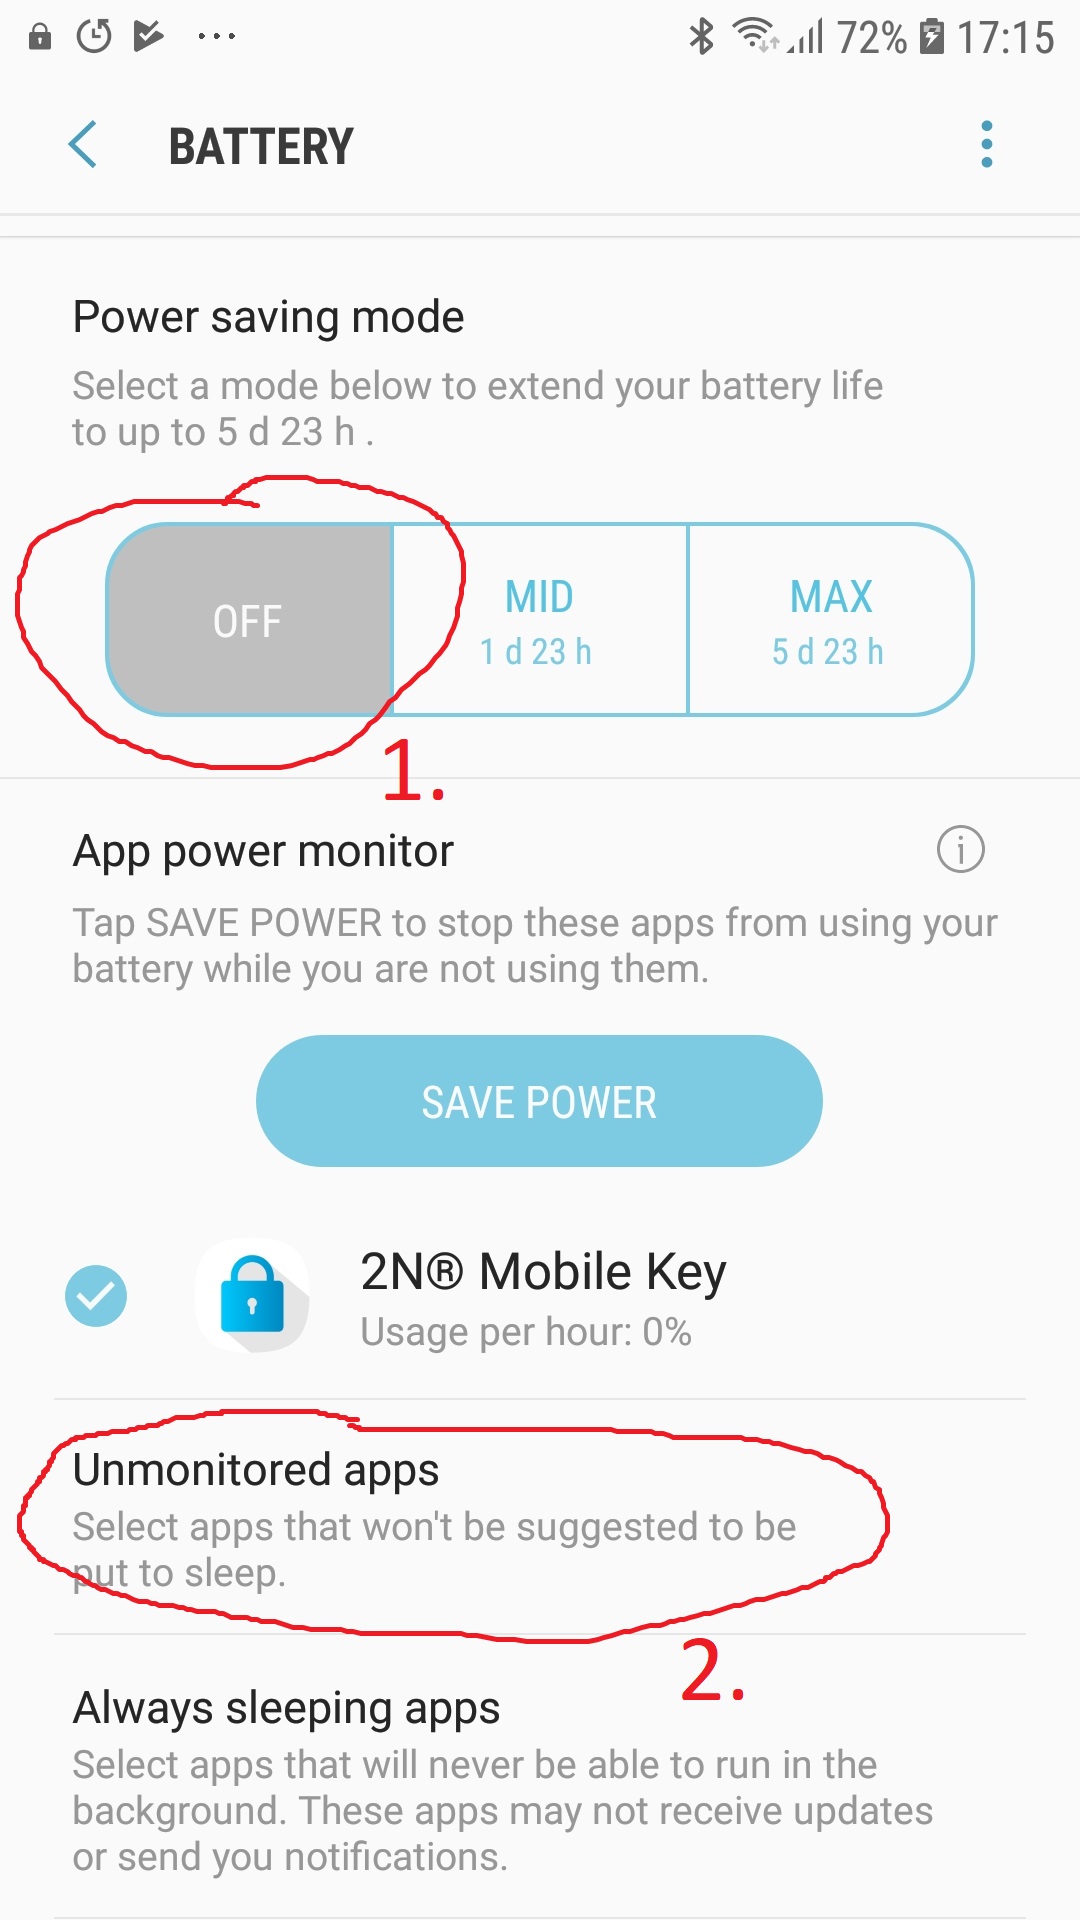 72% 17:15
BATTERY
Power saving mode
Select a mode below to extend your battery life
to up to 5 d 23 h .
OFF
MID
1 d 23 h
MAX
5 d 23 h
1.
App power monitor
Tap SAVE POWER to stop these apps from using your
battery while you are not using them.
SAVE POWER
2N® Mobile Key
Usage per hour: 0%
Unmonitored apps
Select apps that won't be suggested to be
put to sleep.
2.
Always sleeping apps
Select apps that will never be able to run in the
background. These apps may not receive updates
or send you notifications.